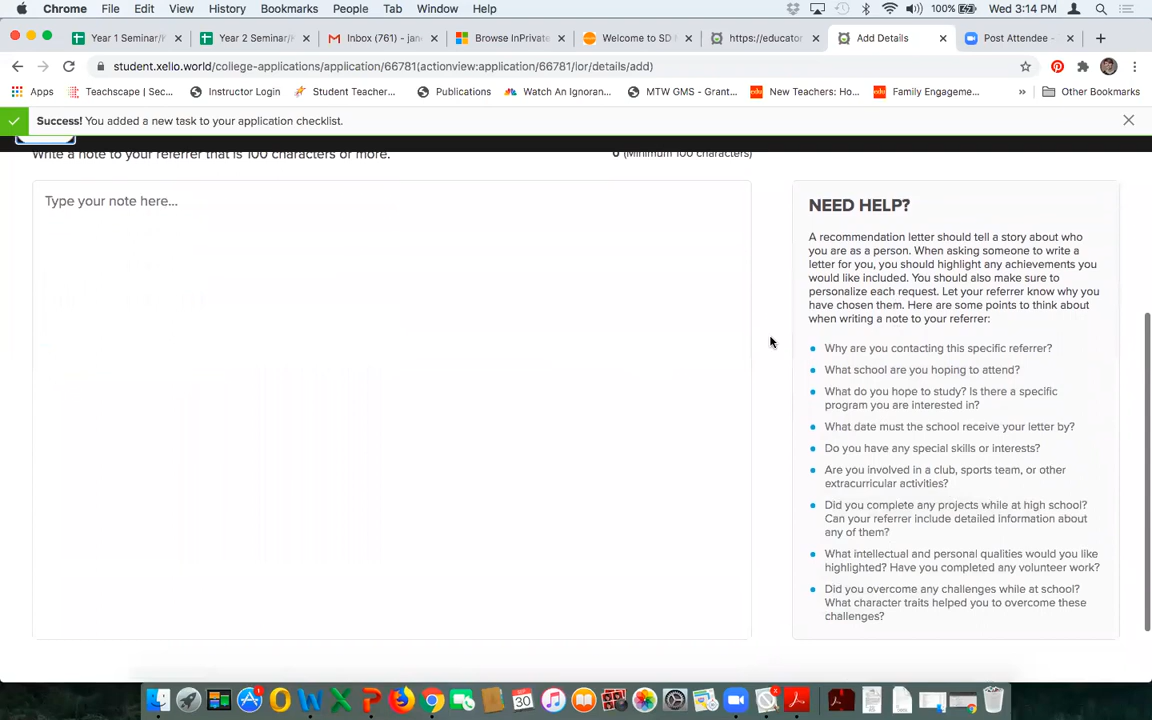 Chrome File Edit View History Bookmarks People Tab Window Help 100% Wed 3:14 PM
Year 1 Seminar/ Year 2 Seminar/ Inbox (761) - jan Browse InPrivate Welcome to SD https://educator Add Details Post Attendee -
student.xello.world/college-applications/application/66781(actionview:application/66781/lor/details/add)
Apps Teachscape | Sec... Instructor Login Student Teacher... Publications Watch An Ignoran... MTW GMS - Grant... New Teachers: Ho... Family Engageme... » Other Bookmarks
Success! You added a new task to your application checklist.
Write a note to your referrer that is 100 characters or more. 0 (Minimum 100 characters)
Type your note here...
NEED HELP?
A recommendation letter should tell a story about who
you are as a person. When asking someone to write a
letter for you, you should highlight any achievements you
would like included. You should also make sure to
personalize each request. Let your referrer know why you
have chosen them. Here are some points to think about
when writing a note to your referrer:
Why are you contacting this specific referrer?
What school are you hoping to attend?
What do you hope to study? Is there a specific
program you are interested in?
What date must the school receive your letter by?
Do you have any special skills or interests?
Are you involved in a club, sports team, or other
extracurricular activities?
Did you complete any projects while at high school?
Can your referrer include detailed information about
any of them?
What intellectual and personal qualities would you like
highlighted? Have you completed any volunteer work?
Did you overcome any challenges while at school?
What character traits helped you to overcome these
challenges?
30